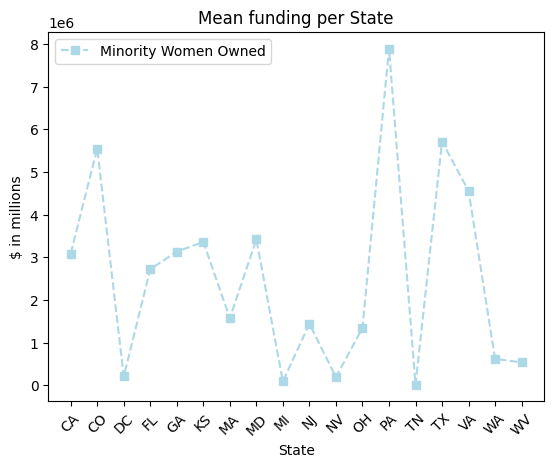 Mean funding per State
1e6
Minority Women Owned
8
7
6
5
4
3
2
1
0
$ in millions
CA CO DC FL GA KS MA MD MI NJ NV OH PA TN TX VA WA WV
State